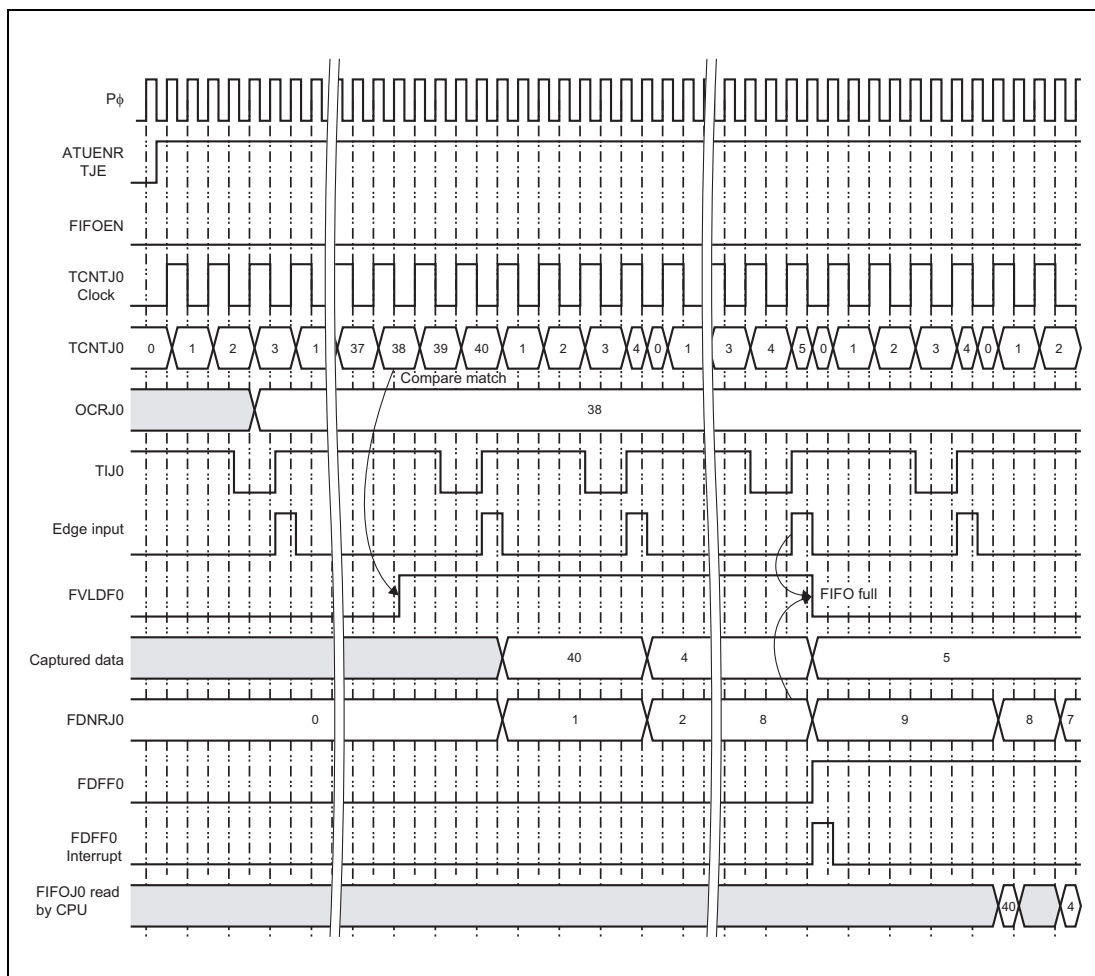 Pϕ
ATUENR
TJE
FIFOEN
TCNTJ0
Clock
TCNTJ0 0 1 2 3 1 37 38 39 40 1 2 3 4 0 1 3 4 5 0 1 2 3 4 0 1 2
Compare match
OCRJ0 38
TIJ0
Edge input
FVLDF0 FIFO full
Captured data 40 4 5
FDNRJ0 0 1 2 8 9 8 7
FDFF0
FDFF0
Interrupt
FIFOJ0 read
by CPU 40 4